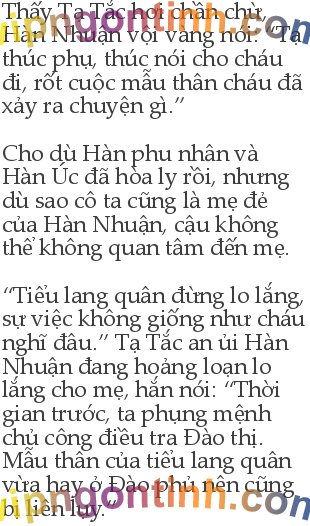 Thấy Tạ Tắc hơi chần chừ,
Hàn Nhuận vội vàng nói: “Tạ
thúc phụ, thúc nói cho cháu
đi, rốt cuộc mẫu thân cháu đã
xảy ra chuyện gì.”
Cho dù Hàn phu nhân và
Hàn Úc đã hòa ly rồi, nhưng
dù sao cô ta cũng là mẹ đẻ
của Hàn Nhuận, cậu không
thể không quan tâm đến mẹ.
“Tiểu lang quân đừng lo lắng,
sự việc không giống như cháu
nghĩ đâu.” Tạ Tắc an ủi Hàn
Nhuận đang hoảng loạn lo
lắng cho mẹ, hắn nói: “Thời
gian trước, ta phụng mệnh
chủ công điều tra Đào thị.
Mẫu thân của tiểu lang quân
vừa hay ở Đào phủ nên cũng
bị liên lụy.”
vipngontinh.com
vipngontinh.com